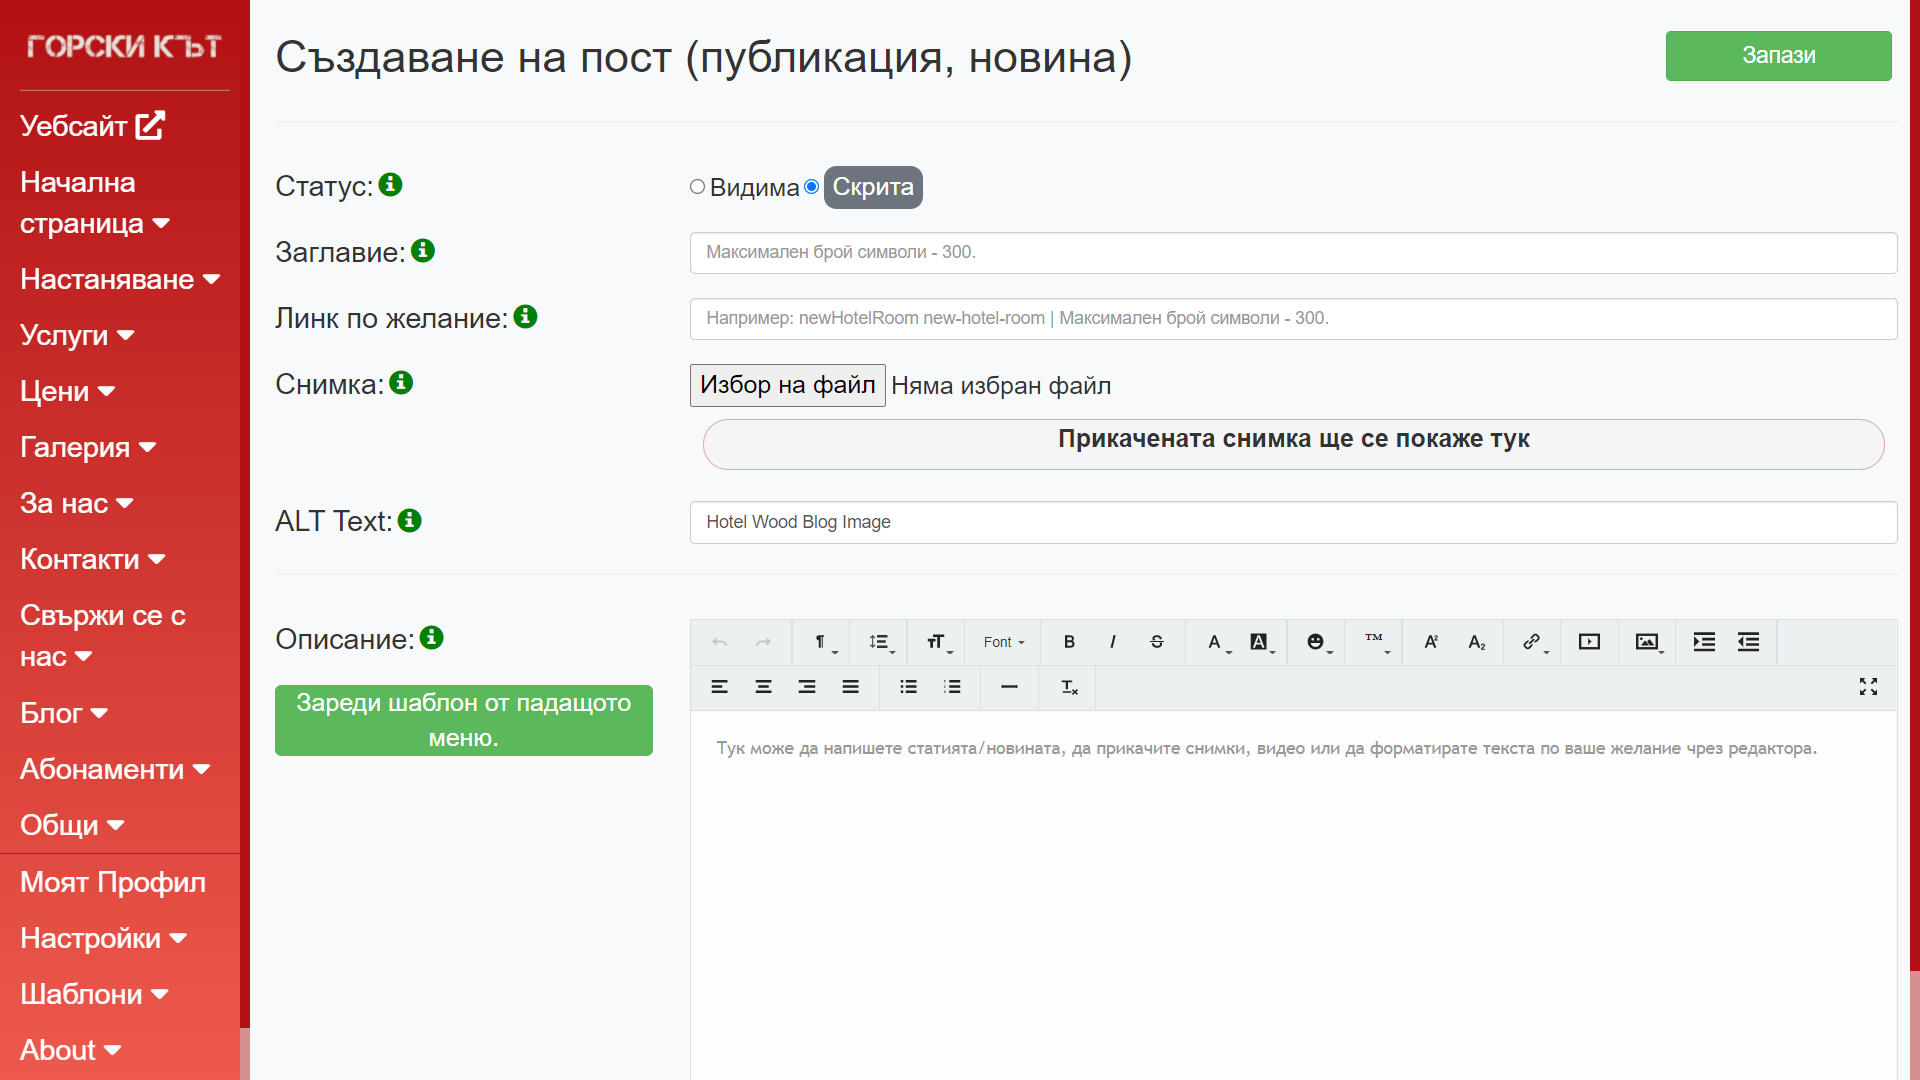 ГОРСКИ КЪТ
Уебсайт
Начална
страница
Настаняване
Услуги
Цени
Галерия
За нас
Контакти
Свържи се с
нас
Блог
Абонаменти
Общи
Моят Профил
Настройки
Шаблони
About
Създаване на пост (публикация, новина)
Запази
Статус:
Видима Скрита
Заглавие:
Максимален брой символи - 300.
Линк по желание:
Например: newHotelRoom new-hotel-room | Максимален брой символи - 300.
Снимка:
Избор на файл Няма избран файл
Прикачената снимка ще се покаже тук
ALT Text:
Hotel Wood Blog Image
Описание:
Зареди шаблон от падащото
меню.
Font
Тук може да напишете статията/новината, да прикачите снимки, видео или да форматирате текста по ваше желание чрез редактора.